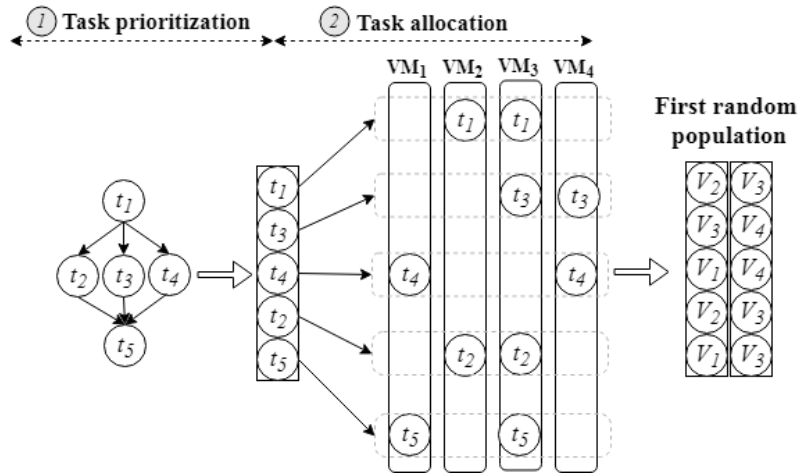 1 Task prioritization
2 Task allocation
VM1 VM2 VM3 VM4
First random
population
t1
t2 t3 t4
t5
t1
t3
t4
t2
t5
t1 t1
t3 t3
t4 t4
t2 t2
t5 t5
V2 V3
V3 V4
V1 V4
V2 V3
V1 V3